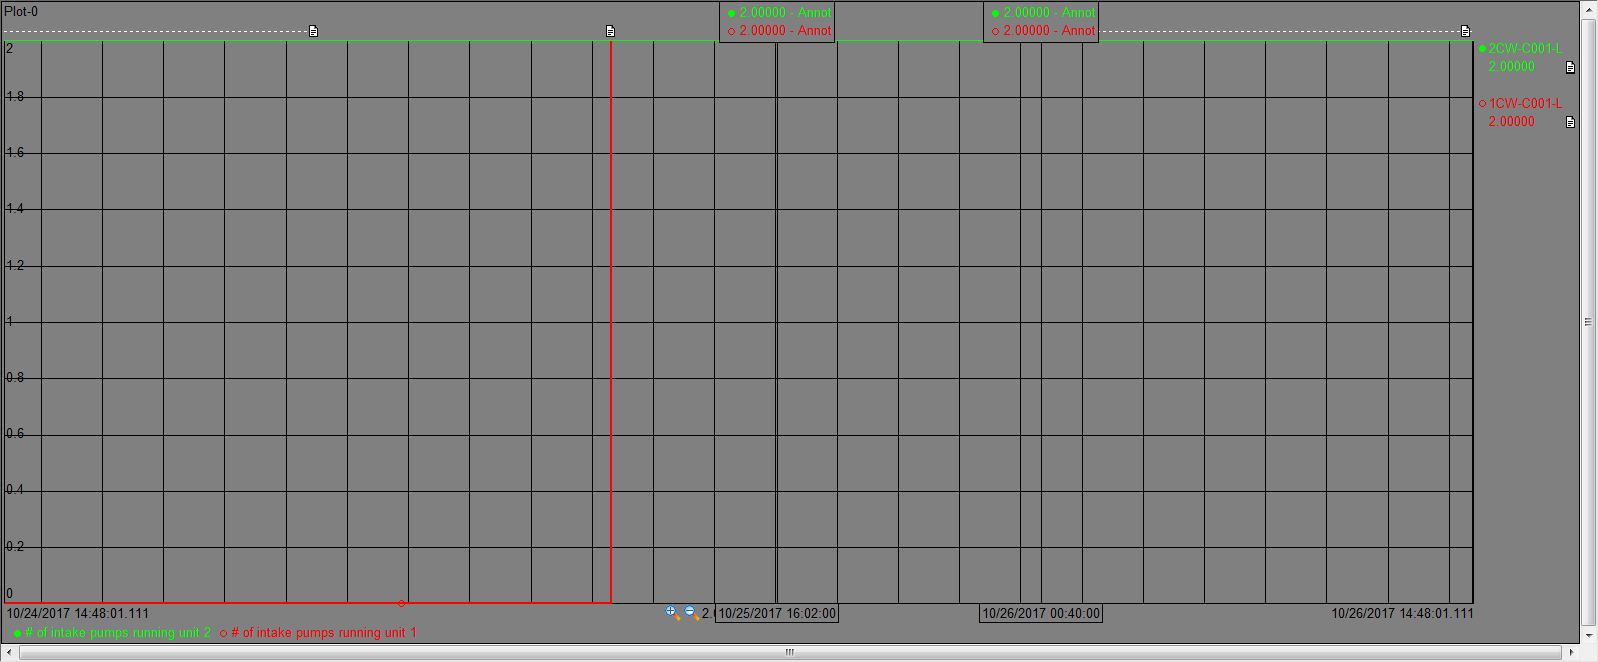 Plot-0
2.00000 - Annot
2.00000 - Annot
2.00000 - Annot
2.00000 - Annot
2
1.8
1.6
1.4
1.2
1
0.8
0.6
0.4
0.2
0
2CW-C001-L
2.00000
1CW-C001-L
2.00000
10/24/2017 14:48:01.111
2.
10/25/2017 16:02:00
10/26/2017 00:40:00
10/26/2017 14:48:01.111
# of intake pumps running unit 2
# of intake pumps running unit 1